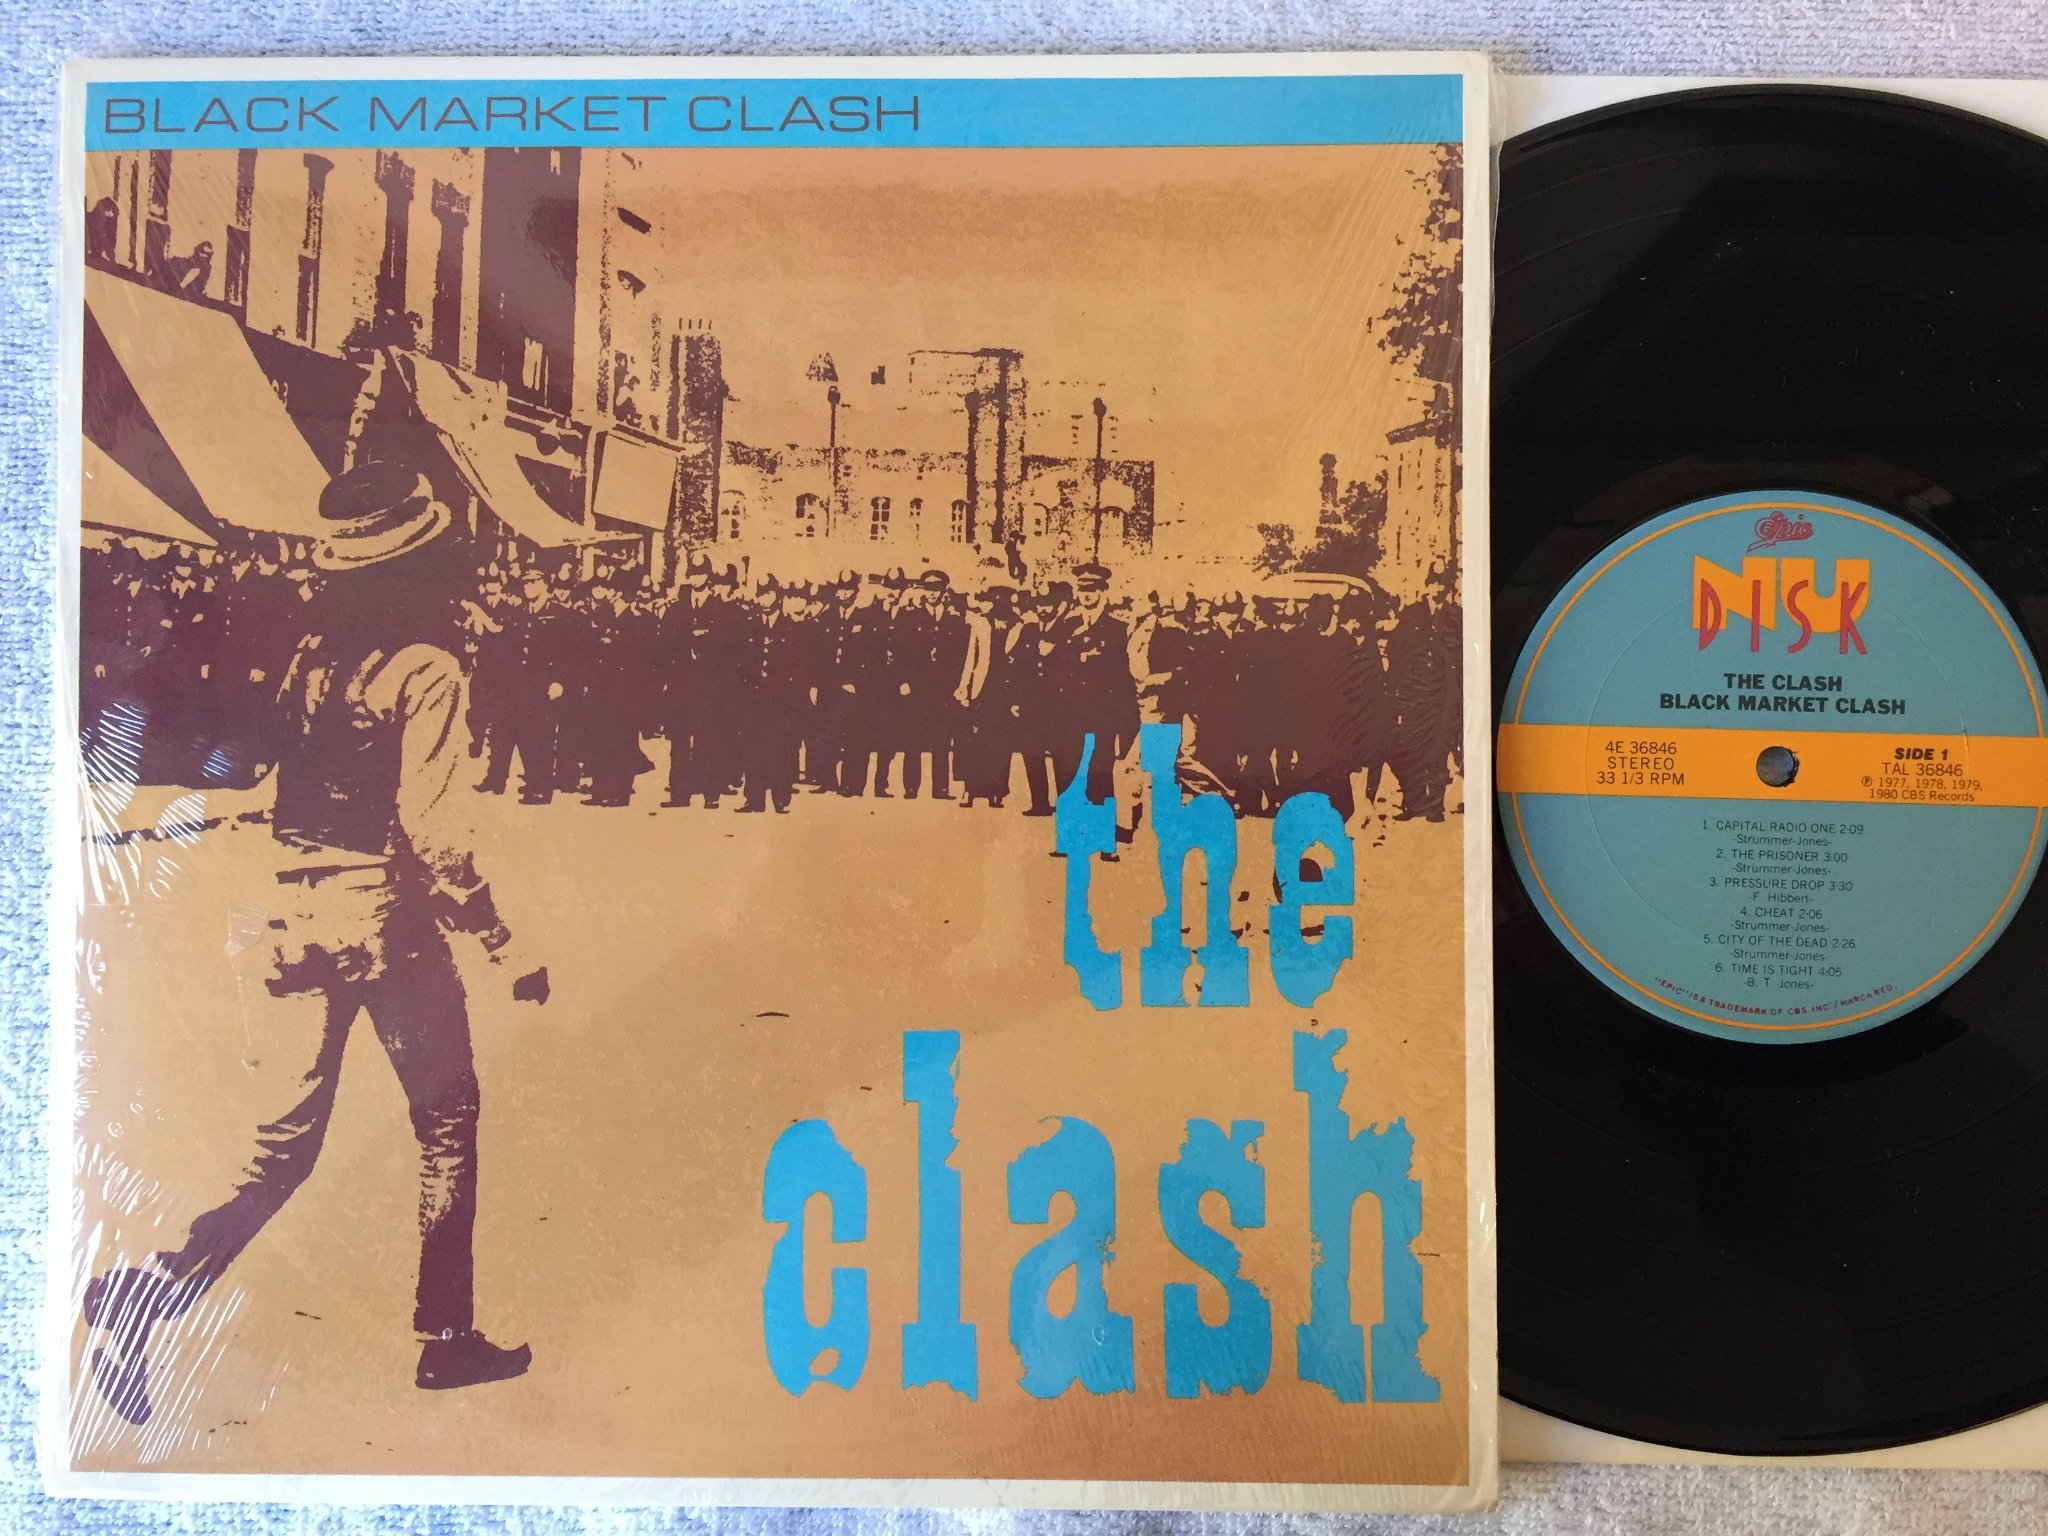 BLACK MARKET CLASH
the
clash
Epic
NU
DISK
THE CLASH
BLACK MARKET CLASH
4E 36846
STEREO
33 1/3 RPM
SIDE 1
TAL 36846
℗ 1977, 1978, 1979,
1980 CBS Records
1. CAPITAL RADIO ONE 2:09
-Strummer-Jones-
2. THE PRISONER 3:00
-Strummer-Jones-
3. PRESSURE DROP 3:30
-F. Hibbert-
4. CHEAT 2:06
-Strummer-Jones-
5. CITY OF THE DEAD 2:26
-Strummer-Jones-
6. TIME IS TIGHT 4:05
-B. T. Jones-
"EPIC" IS A TRADEMARK OF CBS INC./MARCA REG.